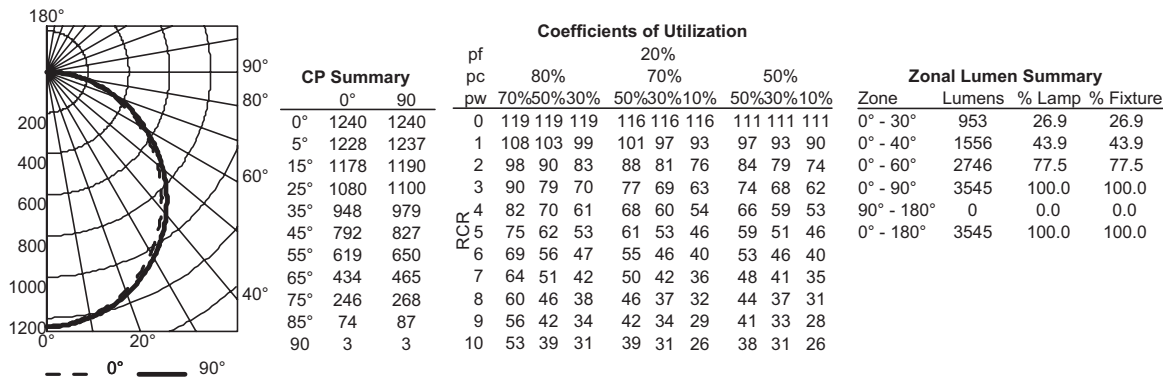 180°
90°
80°
60°
40°
200
400
600
800
1000
1200
0° 20°
0° 90°
CP Summary
0° 90
0° 1240 1240
5° 1228 1237
15° 1178 1190
25° 1080 1100
35° 948 979
45° 792 827
55° 619 650
65° 434 465
75° 246 268
85° 74 87
90 3 3
Coefficients of Utilization
pf 20%
pc 80% 70% 50%
pw 70%50%30% 50%30%10% 50%30%10%
RCR
0 119 119 119 116 116 116 111 111 111
1 108 103 99 101 97 93 97 93 90
2 98 90 83 88 81 76 84 79 74
3 90 79 70 77 69 63 74 68 62
4 82 70 61 68 60 54 66 59 53
5 75 62 53 61 53 46 59 51 46
6 69 56 47 55 46 40 53 46 40
7 64 51 42 50 42 36 48 41 35
8 60 46 38 46 37 32 44 37 31
9 56 42 34 42 34 29 41 33 28
10 53 39 31 39 31 26 38 31 26
Zonal Lumen Summary
Zone Lumens % Lamp % Fixture
0° - 30° 953 26.9 26.9
0° - 40° 1556 43.9 43.9
0° - 60° 2746 77.5 77.5
0° - 90° 3545 100.0 100.0
90° - 180° 0 0.0 0.0
0° - 180° 3545 100.0 100.0